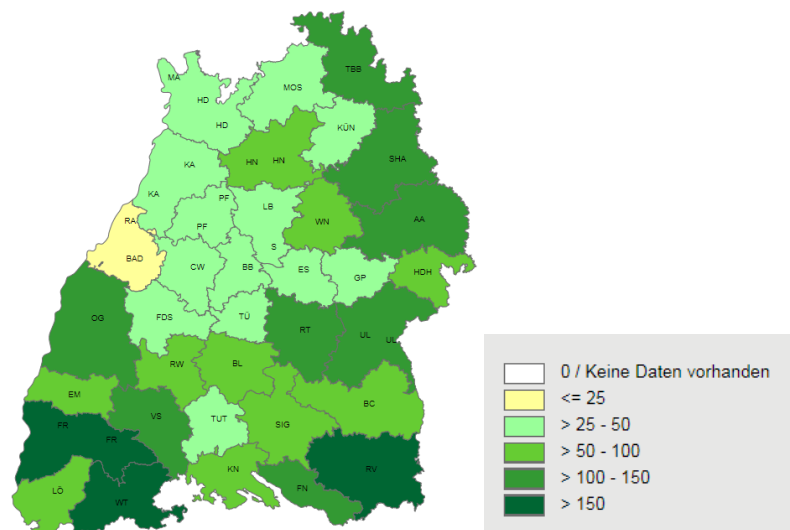 TBB
MA
MOS
HD
HD
KÜN
HN
HN
SHA
KA
KA
PF
LB
RA
PF
WN
AA
S
BAD
CW
BB
ES
GP
HDH
OG
FDS
TÜ
RT
UL
UL
RW
BL
EM
BC
VS
TUT
SIG
FR
FR
KN
RV
LÖ
WT
FN
0 / Keine Daten vorhanden
<= 25
> 25 - 50
> 50 - 100
> 100 - 150
> 150